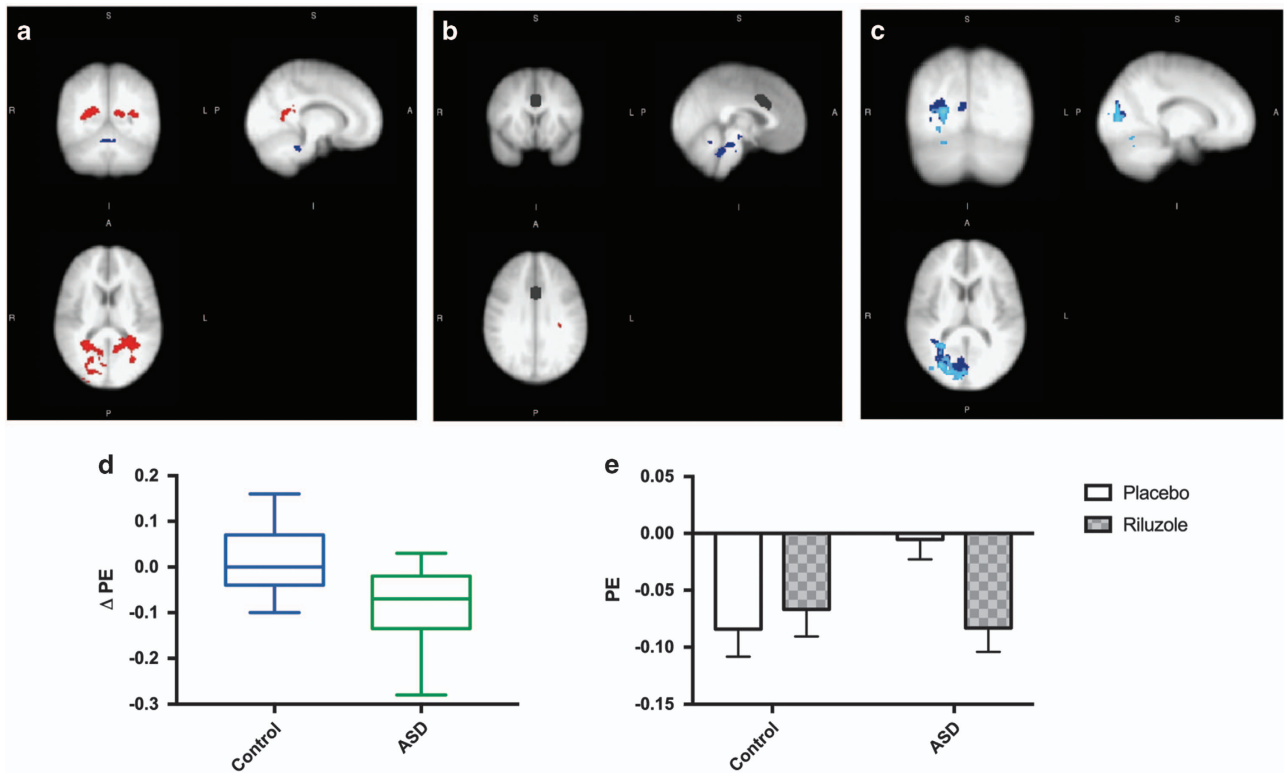 a
S
S
R
L
P
A
I
I
A
R
L
P
b
S
S
R
L
P
A
I
I
A
R
L
P
c
S
S
R
L
P
A
I
I
A
R
L
P
d
0.2
0.1
0.0
-0.1
-0.2
-0.3
Δ PE
Control
ASD
e
0.05
0.00
-0.05
-0.10
-0.15
PE
Control
ASD
Placebo
Riluzole